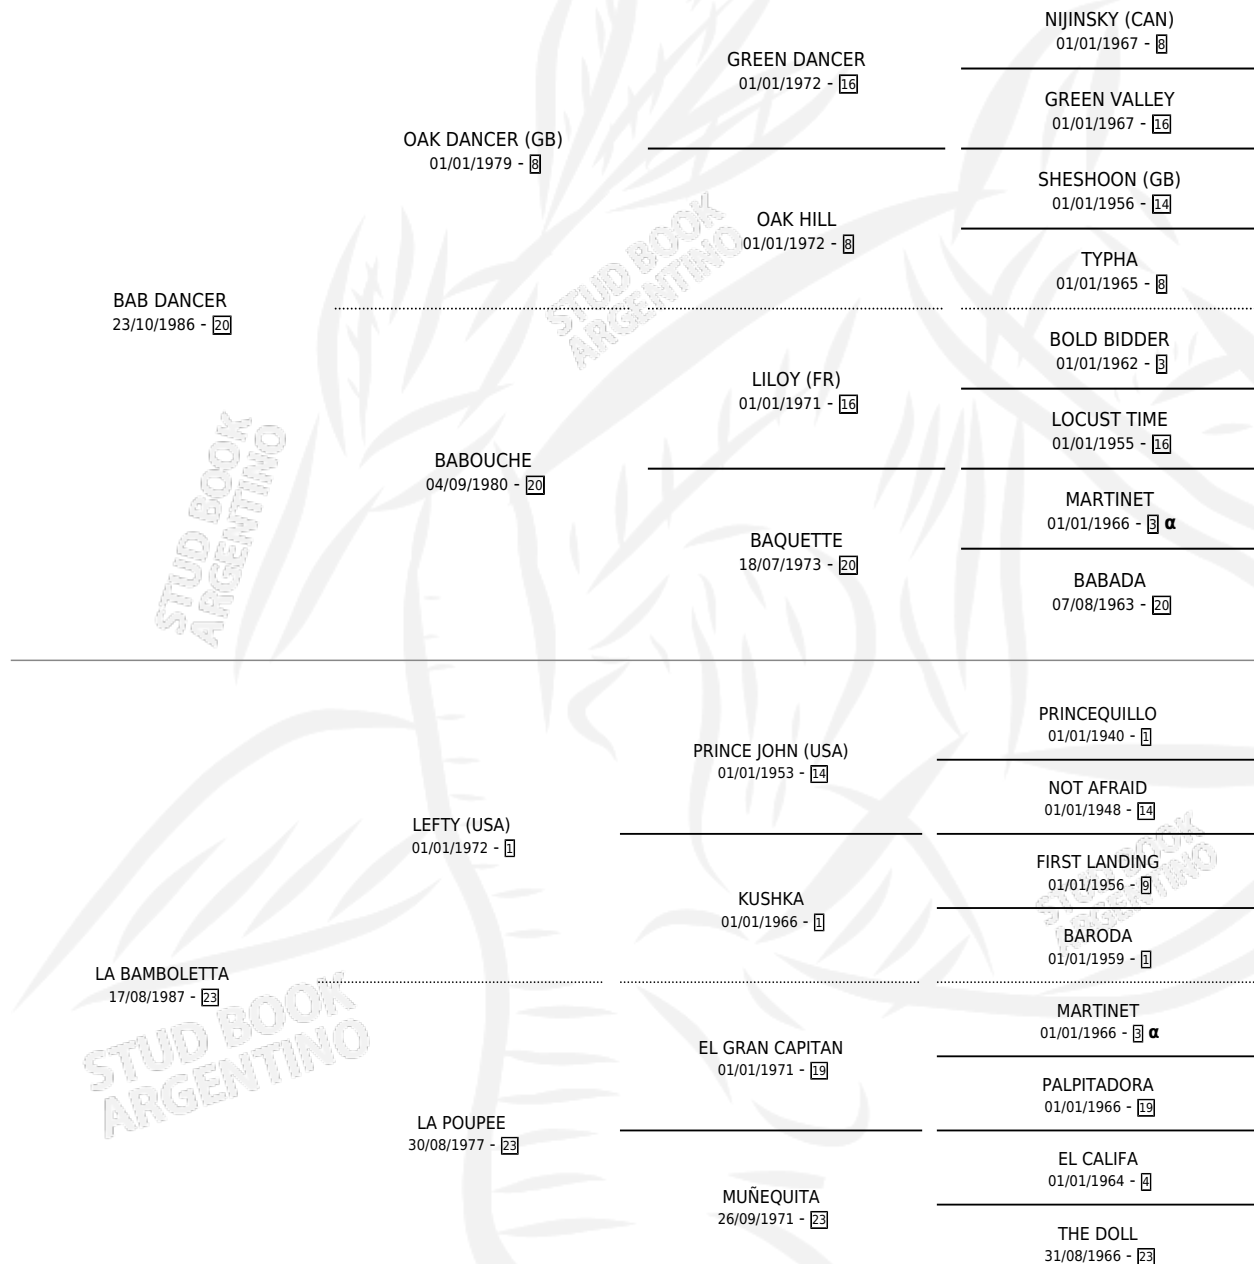 NIJINSKY (CAN)
01/01/1967 - 8
GREEN DANCER
01/01/1972 - 16
GREEN VALLEY
01/01/1967 - 16
OAK DANCER (GB)
01/01/1979 - 8
SHESHOON (GB)
01/01/1956 - 14
OAK HILL
01/01/1972 - 8
TYPHA
01/01/1965 - 8
BAB DANCER
23/10/1986 - 20
BOLD BIDDER
01/01/1962 - 3
LILOY (FR)
01/01/1971 - 16
LOCUST TIME
01/01/1955 - 16
BABOUCHE
04/09/1980 - 20
MARTINET
01/01/1966 - 3 α
BAQUETTE
18/07/1973 - 20
BABADA
07/08/1963 - 20
PRINCEQUILLO
01/01/1940 - 1
PRINCE JOHN (USA)
01/01/1953 - 14
NOT AFRAID
01/01/1948 - 14
LEFTY (USA)
01/01/1972 - 1
FIRST LANDING
01/01/1956 - 9
KUSHKA
01/01/1966 - 1
BARODA
01/01/1959 - 1
LA BAMBOLETTA
17/08/1987 - 23
MARTINET
01/01/1966 - 3 α
EL GRAN CAPITAN
01/01/1971 - 19
PALPITADORA
01/01/1966 - 19
LA POUPEE
30/08/1977 - 23
EL CALIFA
01/01/1964 - 4
MUÑEQUITA
26/09/1971 - 23
THE DOLL
31/08/1966 - 23
STUD BOOK
ARGENTINO
STUD BOOK
ARGENTINO
STUD BOOK
ARGENTINO
STUD BOOK
ARGENTINO